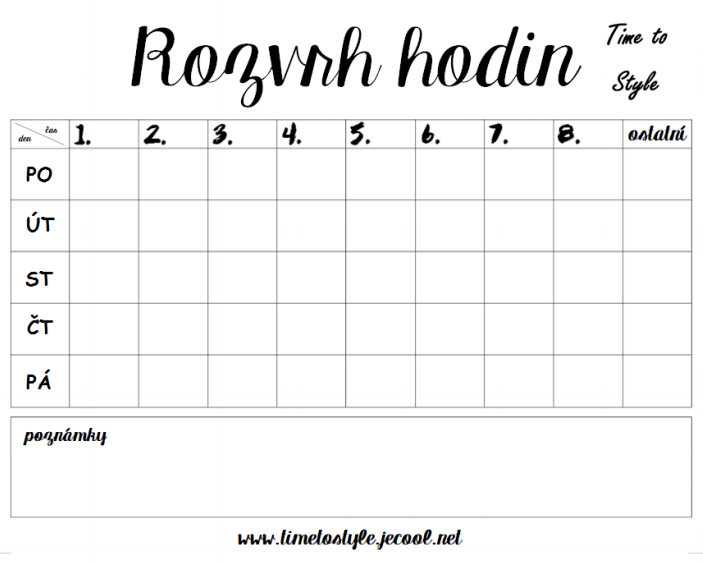 Rozvrh hodin
Time to
Style
čas
den
1. 2. 3. 4. 5. 6. 7. 8. ostatní
PO
ÚT
ST
ČT
PÁ
poznámky
www.timetostyle.jecool.net